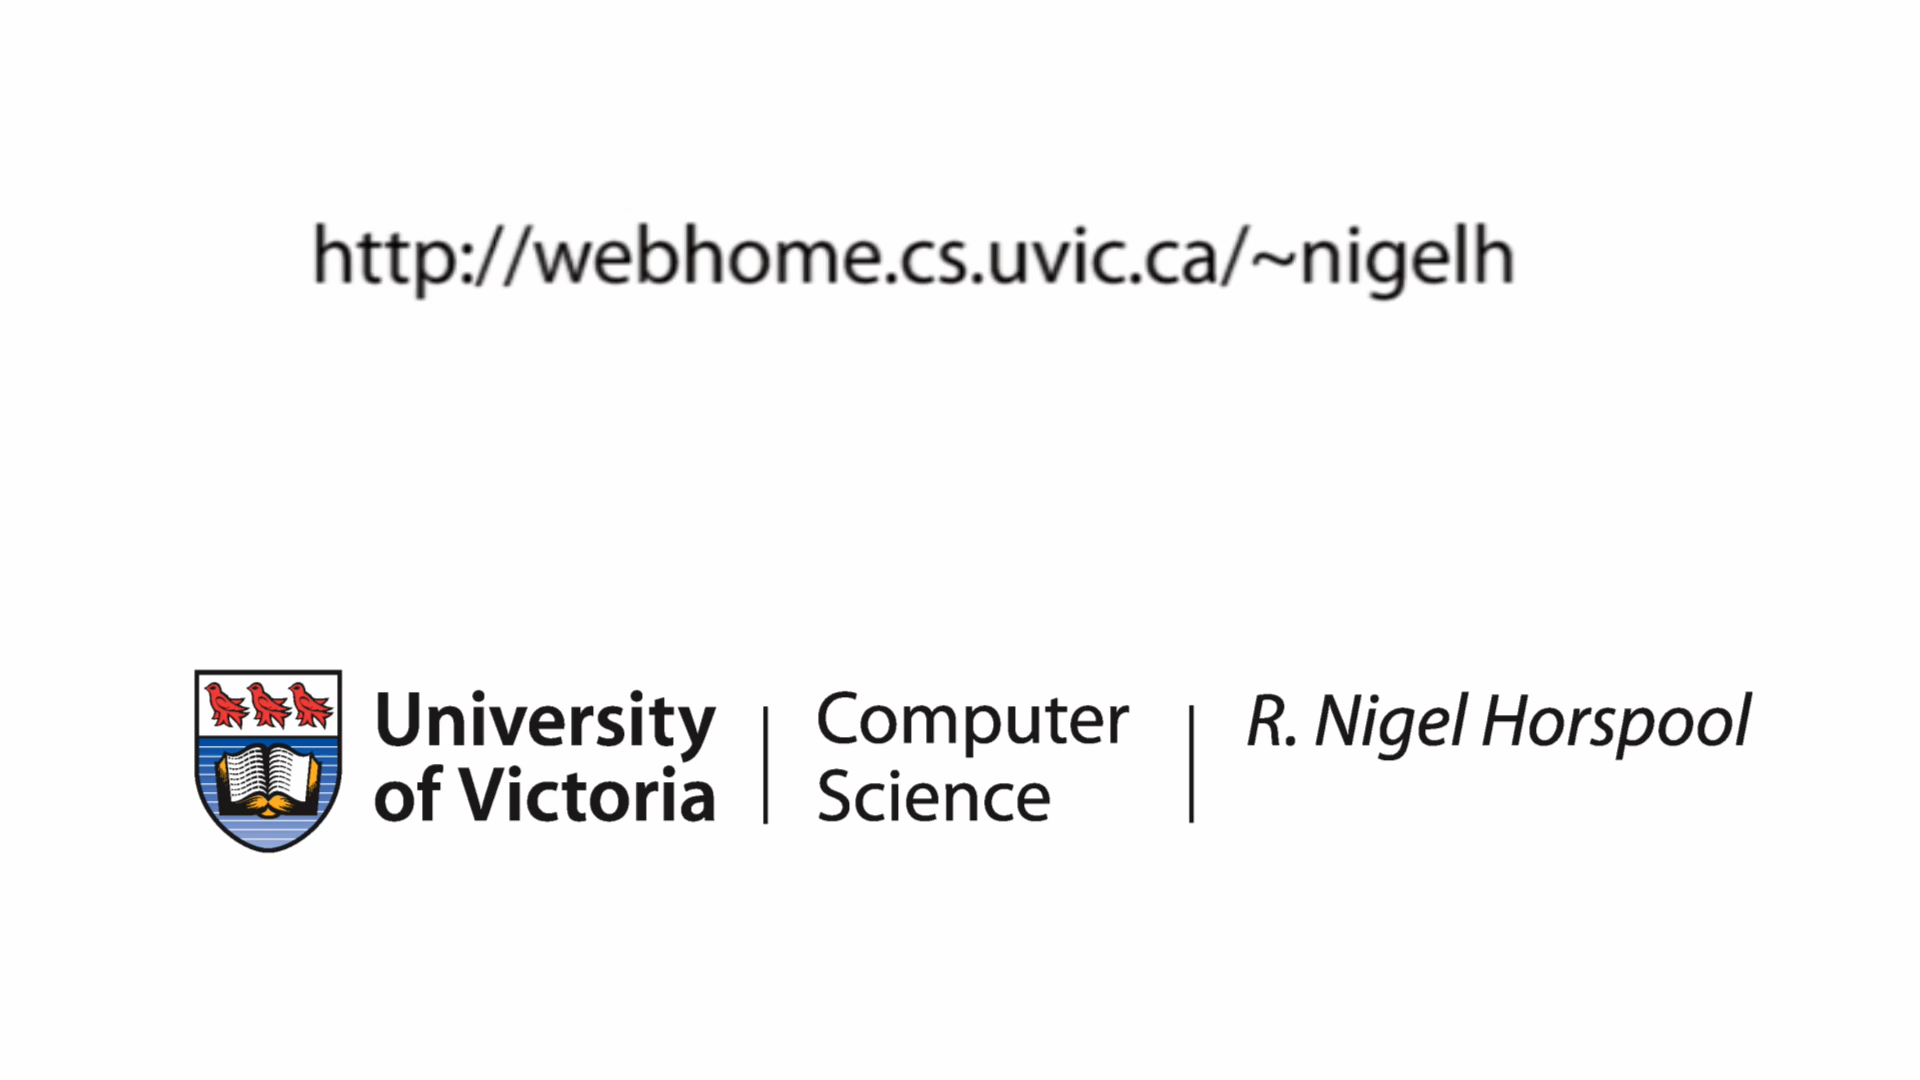 http://webhome.cs.uvic.ca/~nigelh
University
of Victoria
Computer
Science
R. Nigel Horspool